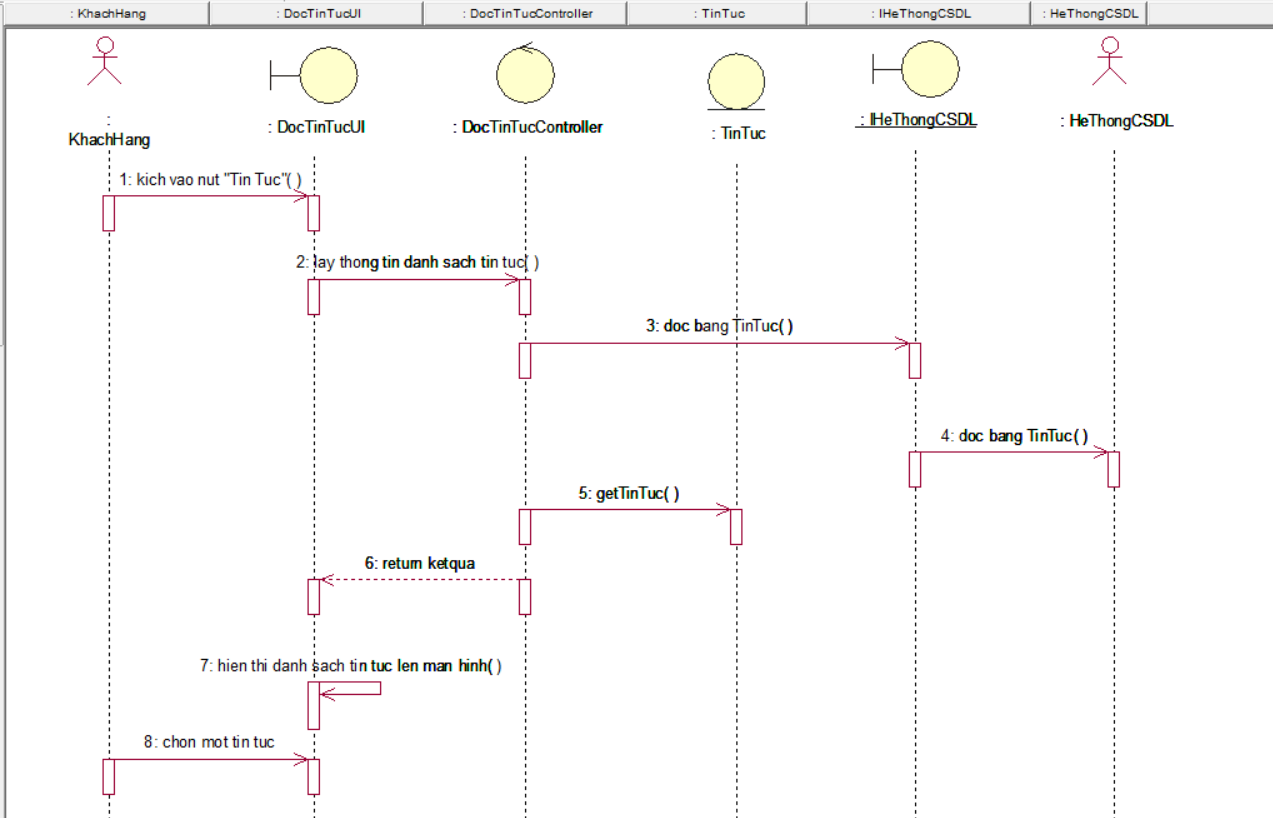 : KhachHang
: DocTinTucUI
: DocTinTucController
: TinTuc
: IHeThongCSDL
: HeThongCSDL
:
KhachHang
: DocTinTucUI
: DocTinTucController
: TinTuc
: IHeThongCSDL
: HeThongCSDL
1: kich vao nut "Tin Tuc"( )
2: lay thong tin danh sach tin tuc( )
3: doc bang TinTuc( )
4: doc bang TinTuc( )
5: getTinTuc( )
6: return ketqua
7: hien thi danh sach tin tuc len man hinh( )
8: chon mot tin tuc